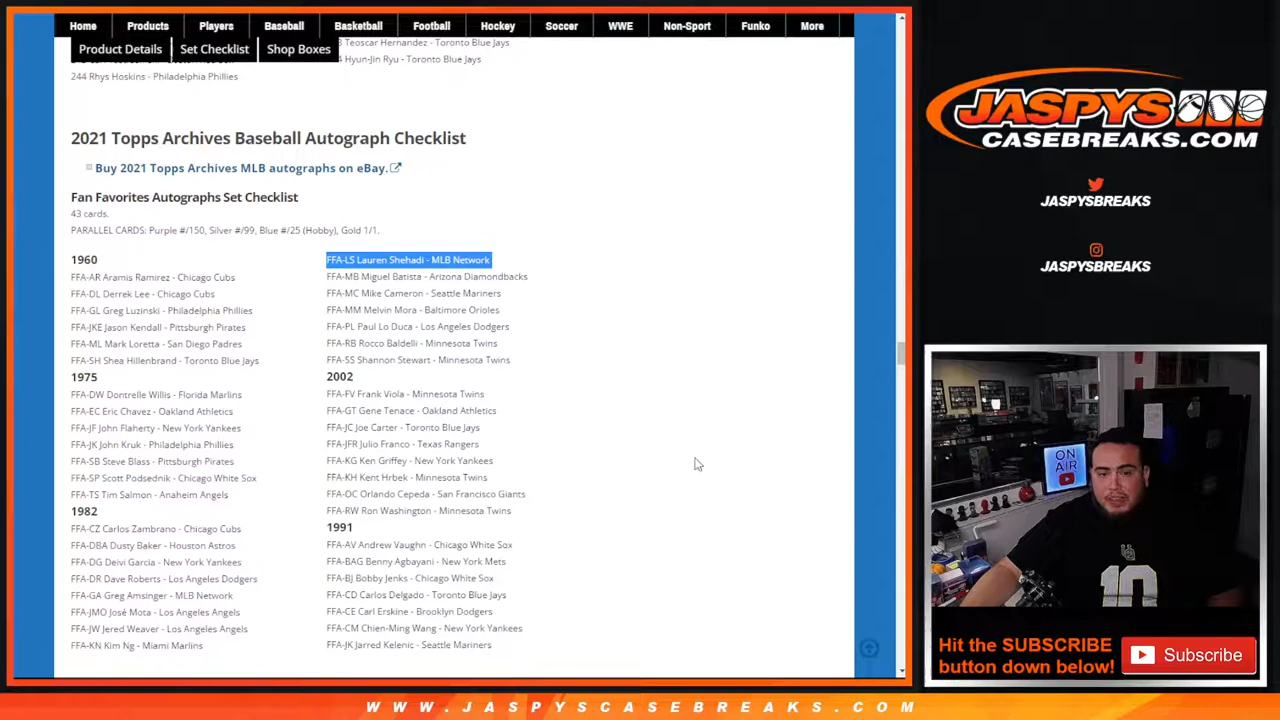 Home Products Players Baseball Basketball Football Hockey Soccer WWE Non-Sport Funko More
Product Details Set Checklist Shop Boxes
Teoscar Hernandez - Toronto Blue Jays
Hyun-Jin Ryu - Toronto Blue Jays
244 Rhys Hoskins - Philadelphia Phillies
2021 Topps Archives Baseball Autograph Checklist
Buy 2021 Topps Archives MLB autographs on eBay.
Fan Favorites Autographs Set Checklist
43 cards.
PARALLEL CARDS: Purple #/150, Silver #/99, Blue #/25 (Hobby), Gold 1/1.
1960
FFA-AR Aramis Ramirez - Chicago Cubs
FFA-DL Derrek Lee - Chicago Cubs
FFA-GL Greg Luzinski - Philadelphia Phillies
FFA-JKE Jason Kendall - Pittsburgh Pirates
FFA-ML Mark Loretta - San Diego Padres
FFA-SH Shea Hillenbrand - Toronto Blue Jays
1975
FFA-DW Dontrelle Willis - Florida Marlins
FFA-EC Eric Chavez - Oakland Athletics
FFA-JF John Flaherty - New York Yankees
FFA-JK John Kruk - Philadelphia Phillies
FFA-SB Steve Blass - Pittsburgh Pirates
FFA-SP Scott Podsednik - Chicago White Sox
FFA-TS Tim Salmon - Anaheim Angels
1982
FFA-CZ Carlos Zambrano - Chicago Cubs
FFA-DBA Dusty Baker - Houston Astros
FFA-DG Deivi Garcia - New York Yankees
FFA-DR Dave Roberts - Los Angeles Dodgers
FFA-GA Greg Amsinger - MLB Network
FFA-JMO José Mota - Los Angeles Angels
FFA-JW Jered Weaver - Los Angeles Angels
FFA-KN Kim Ng - Miami Marlins
FFA-LS Lauren Shehadi - MLB Network
FFA-MB Miguel Batista - Arizona Diamondbacks
FFA-MC Mike Cameron - Seattle Mariners
FFA-MM Melvin Mora - Baltimore Orioles
FFA-PL Paul Lo Duca - Los Angeles Dodgers
FFA-RB Rocco Baldelli - Minnesota Twins
FFA-SS Shannon Stewart - Minnesota Twins
2002
FFA-FV Frank Viola - Minnesota Twins
FFA-GT Gene Tenace - Oakland Athletics
FFA-JC Joe Carter - Toronto Blue Jays
FFA-JFR Julio Franco - Texas Rangers
FFA-KG Ken Griffey - New York Yankees
FFA-KH Kent Hrbek - Minnesota Twins
FFA-OC Orlando Cepeda - San Francisco Giants
FFA-RW Ron Washington - Minnesota Twins
1991
FFA-AV Andrew Vaughn - Chicago White Sox
FFA-BAG Benny Agbayani - New York Mets
FFA-BJ Bobby Jenks - Chicago White Sox
FFA-CD Carlos Delgado - Toronto Blue Jays
FFA-CE Carl Erskine - Brooklyn Dodgers
FFA-CM Chien-Ming Wang - New York Yankees
FFA-JK Jarred Kelenic - Seattle Mariners
JASPYS
CASEBREAKS.COM
JASPYSBREAKS
JASPYSBREAKS
ON
AIR
10
Hit the SUBSCRIBE
button down below!
Subscribe
WWW.JASPYSCASEBREAKS.COM